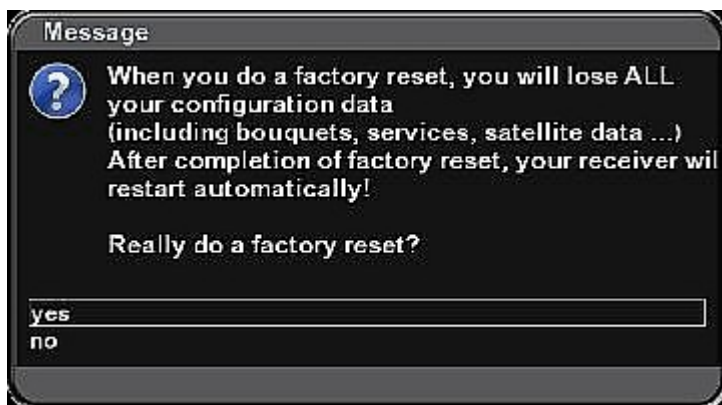 Message
When you do a factory reset, you will lose ALL
your configuration data
(including bouquets, services, satellite data ...)
After completion of factory reset, your receiver wil
restart automatically!
Really do a factory reset?
yes
no